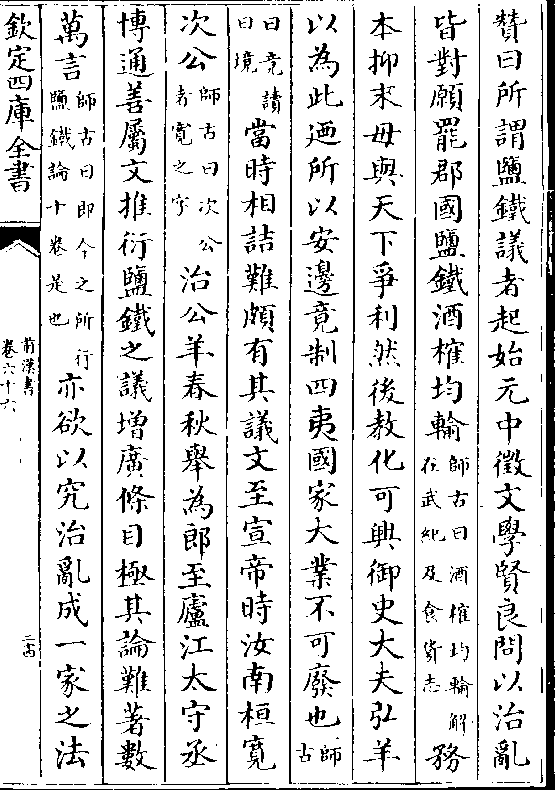 贊曰所謂鹽鐵議者起始元中徵文學賢良問以治亂
皆對願罷郡國鹽鐵酒榷均輸師古曰酒榷均輸解在武紀及食貨志務
本抑末毋與天下爭利然後教化可興御史大夫弘羊
以為此迺所以安邊竟制四夷國家大業不可廢也師古
曰竟讀曰境當時相詰難頗有其議文至宣帝時汝南桓寬
次公師古曰次公者寬之字治公羊春秋舉為郎至廬江太守丞
博通善屬文推衍鹽鐵之議增廣條目極其論難著數
萬言師古曰即今之所行鹽鐵論十卷是也亦欲以究治亂成一家之法
欽定四庫全書
前漢書
卷六十六
三十四